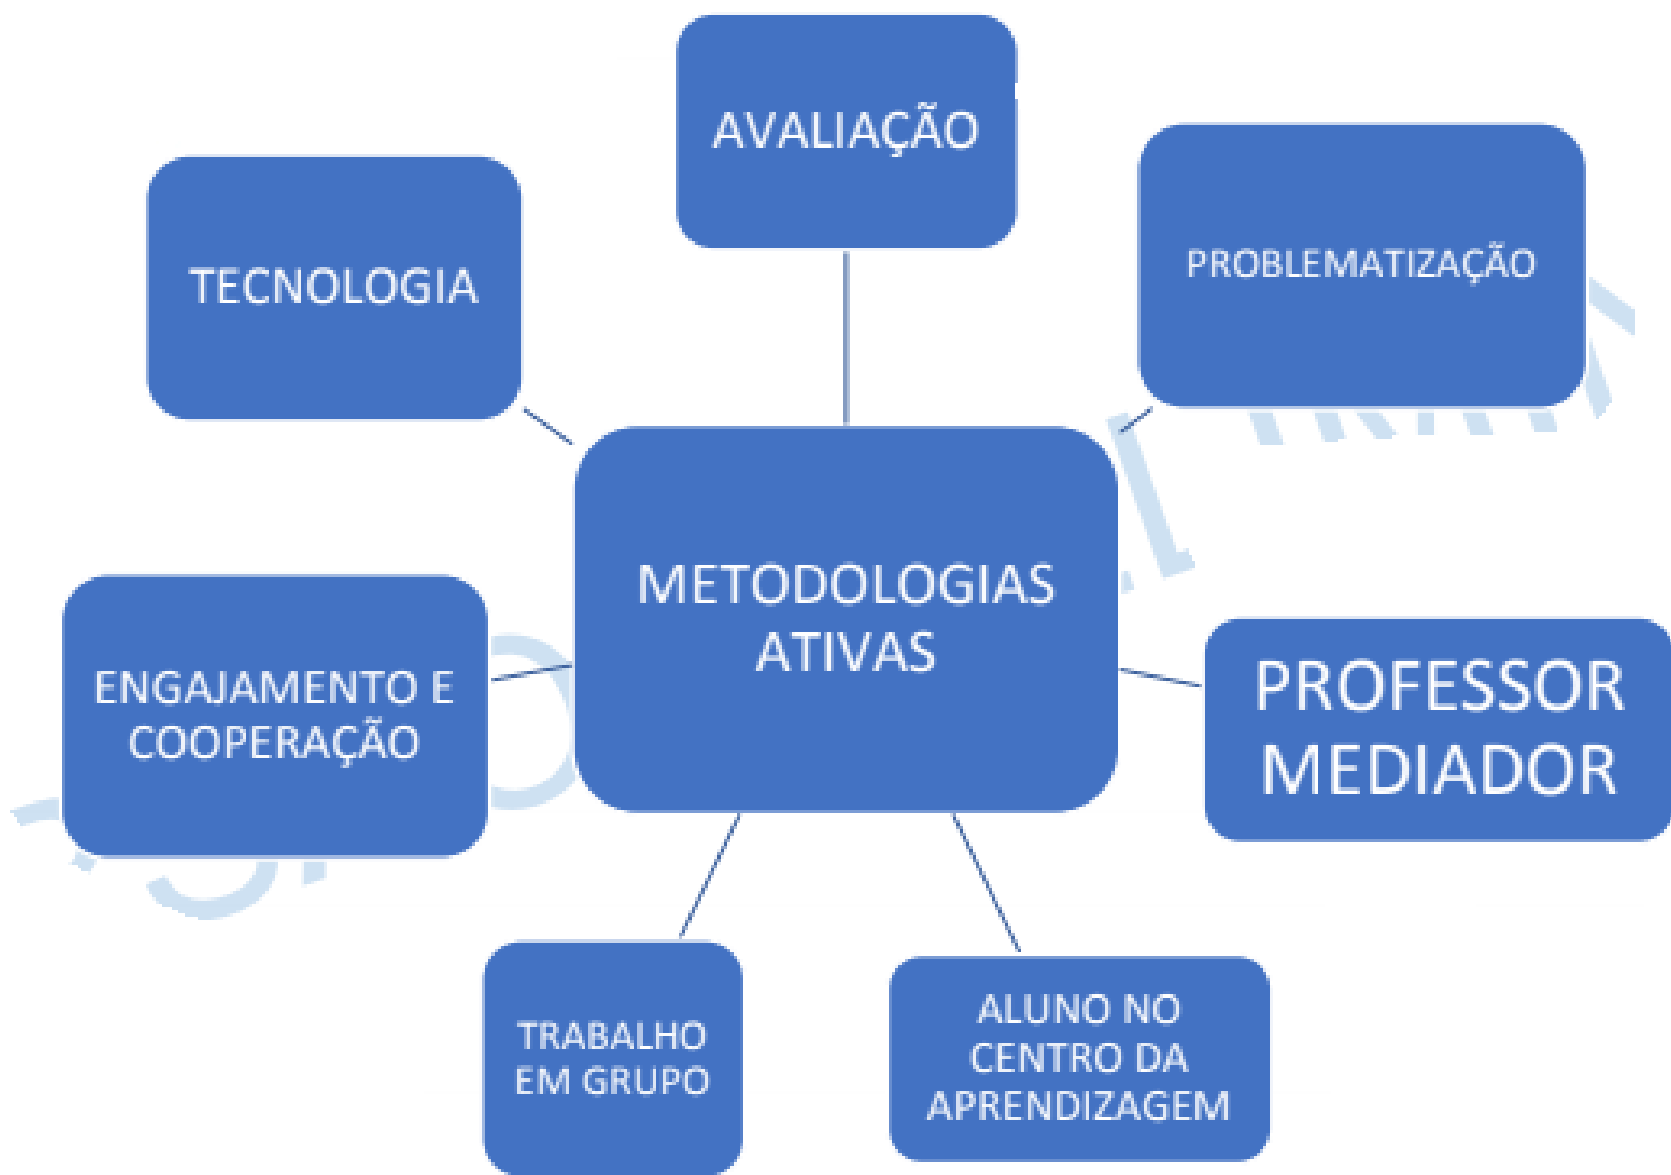 AVALIAÇÃO
TECNOLOGIA
PROBLEMATIZAÇÃO
METODOLOGIAS
ATIVAS
ENGAJAMENTO E
COOPERAÇÃO
PROFESSOR
MEDIADOR
TRABALHO
EM GRUPO
ALUNO NO
CENTRO DA
APRENDIZAGEM